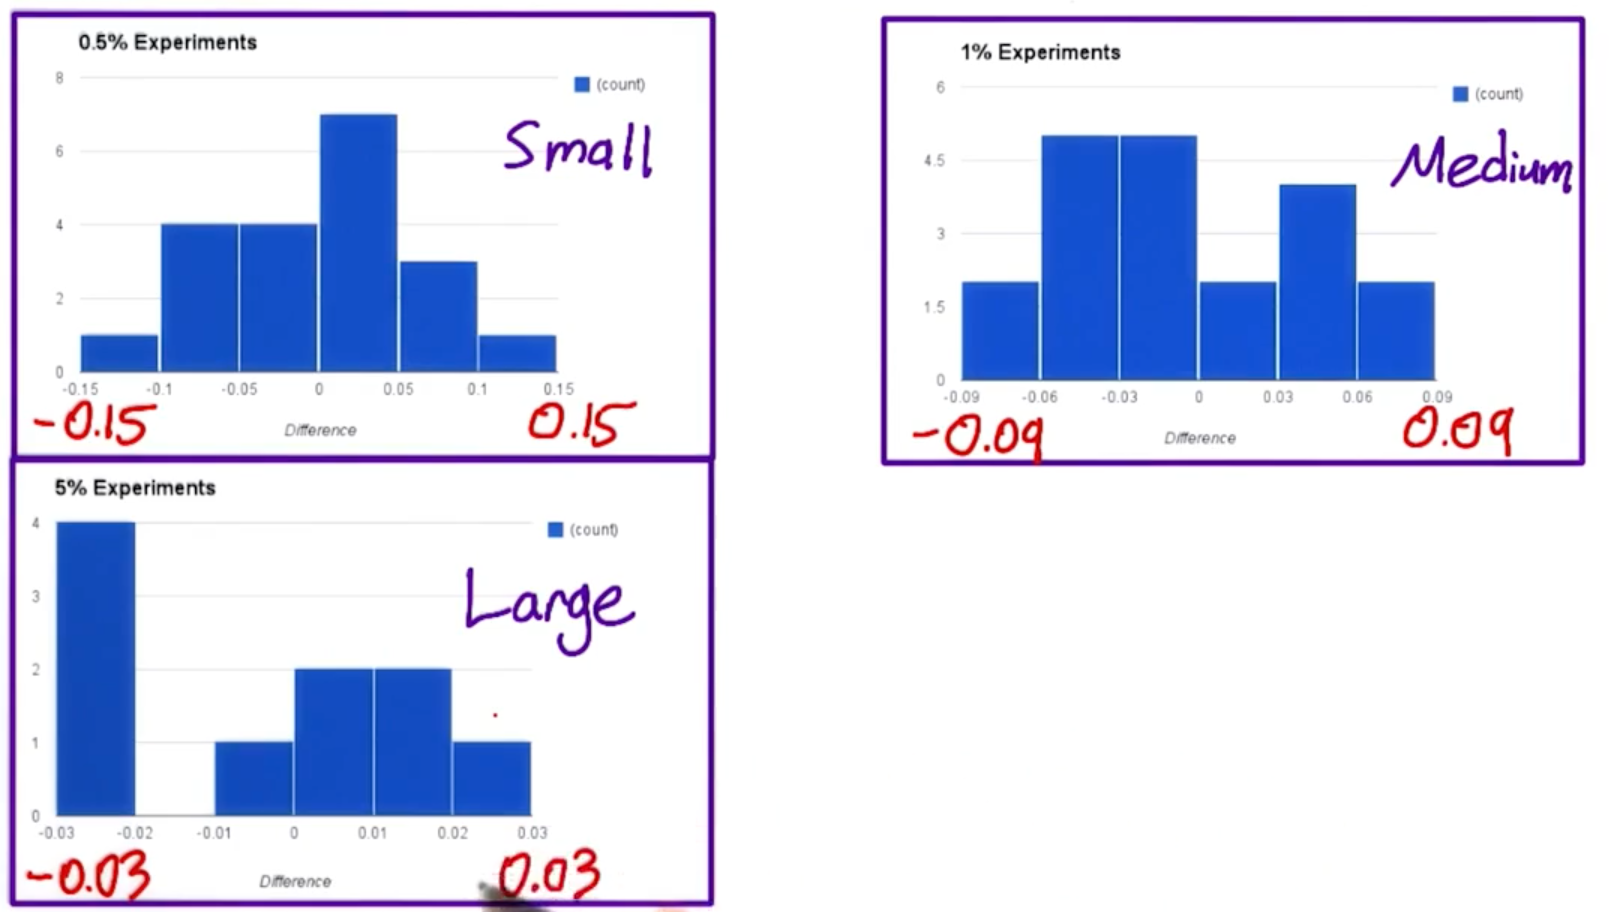 0.5% Experiments
(count)
8
6
4
2
0
-0.15 -0.1 -0.05 0 0.05 0.1 0.15
Difference
Small
-0.15 0.15
1% Experiments
(count)
6
4.5
3
1.5
0
-0.09 -0.06 -0.03 0 0.03 0.06 0.09
Difference
Medium
-0.09 0.09
5% Experiments
(count)
4
3
2
1
0
-0.03 -0.02 -0.01 0 0.01 0.02 0.03
Difference
Large
-0.03 0.03